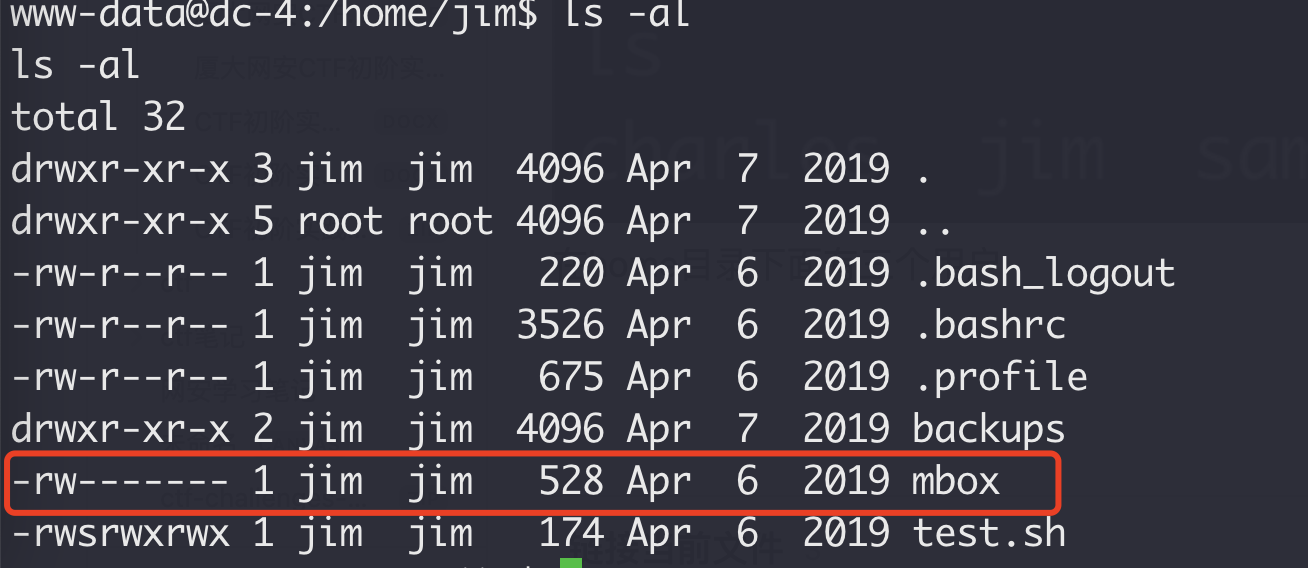 www-data@dc-4:/home/jim$ ls -al
ls -al
total 32
drwxr-xr-x 3 jim  jim  4096 Apr  7  2019 .
drwxr-xr-x 5 root root 4096 Apr  7  2019 ..
-rw-r--r-- 1 jim  jim   220 Apr  6  2019 .bash_logout
-rw-r--r-- 1 jim  jim  3526 Apr  6  2019 .bashrc
-rw-r--r-- 1 jim  jim   675 Apr  6  2019 .profile
drwxr-xr-x 2 jim  jim  4096 Apr  7  2019 backups
-rw------- 1 jim  jim   528 Apr  6  2019 mbox
-rwsrwxrwx 1 jim  jim   174 Apr  6  2019 test.sh